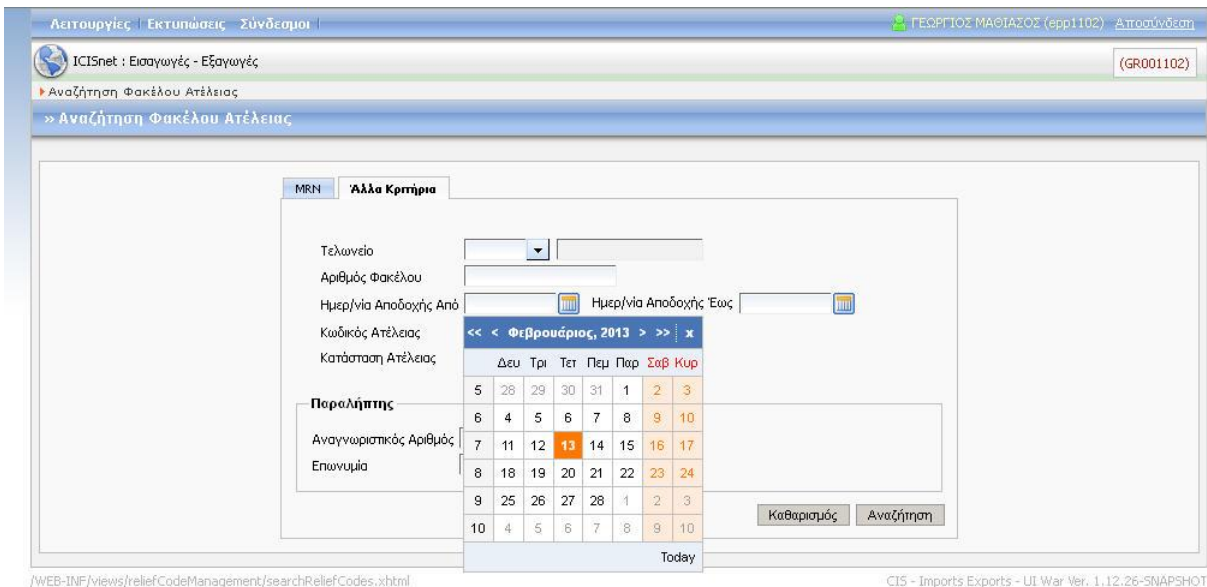 Λειτουργίες Εκτυπώσεις Σύνδεσμοι ΓΕΩΡΓΙΟΣ ΜΑΘΙΑΣΟΣ (epp1102) Αποσύνδεση
ICISnet : Εισαγωγές - Εξαγωγές (GR001102)
Αναζήτηση Φακέλου Ατέλειας
» Αναζήτηση Φακέλου Ατέλειας
MRN Άλλα Κριτήρια
Τελωνείο
Αριθμός Φακέλου
Ημερ/νία Αποδοχής Από Ημερ/νία Αποδοχής Έως
Κωδικός Ατέλειας
Κατάσταση Ατέλειας
<< < Φεβρουάριος, 2013 > >> x
Δευ Τρι Τετ Πεμ Παρ Σαβ Κυρ
5 28 29 30 31 1 2 3
6 4 5 6 7 8 9 10
7 11 12 13 14 15 16 17
8 18 19 20 21 22 23 24
9 25 26 27 28 1 2 3
10 4 5 6 7 8 9 10
Today
Παραλήπτης
Αναγνωριστικός Αριθμός
Επωνυμία
Καθαρισμός Αναζήτηση
/WEB-INF/views/reliefCodeManagement/searchReliefCodes.xhtml CIS - Imports Exports - UI War Ver. 1.12.26-SNAPSHOT